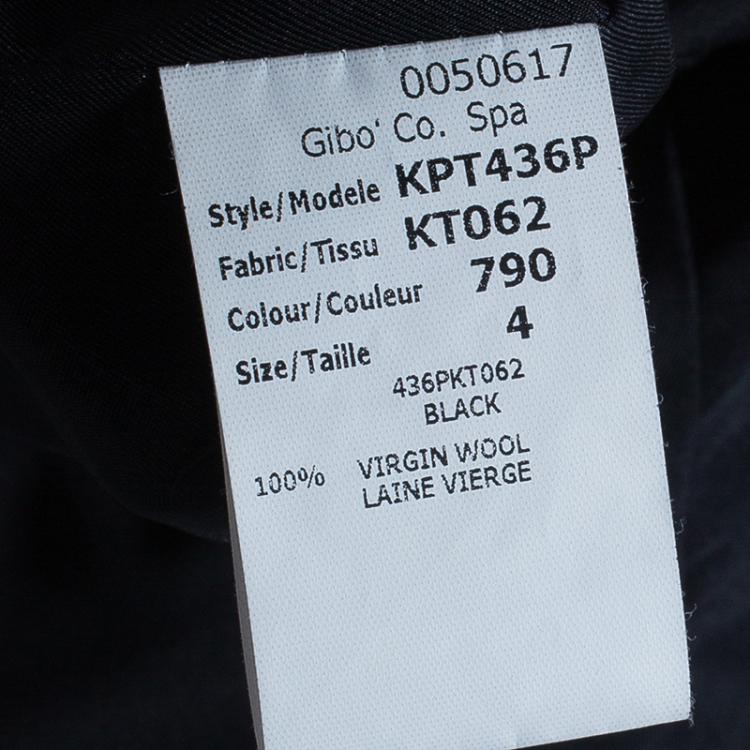 0050617
Gibo' Co. Spa
Style/Modele KPT436P
Fabric/Tissu KT062
Colour/Couleur 790
Size/Taille 4
436PKT062
BLACK
100% VIRGIN WOOL
LAINE VIERGE